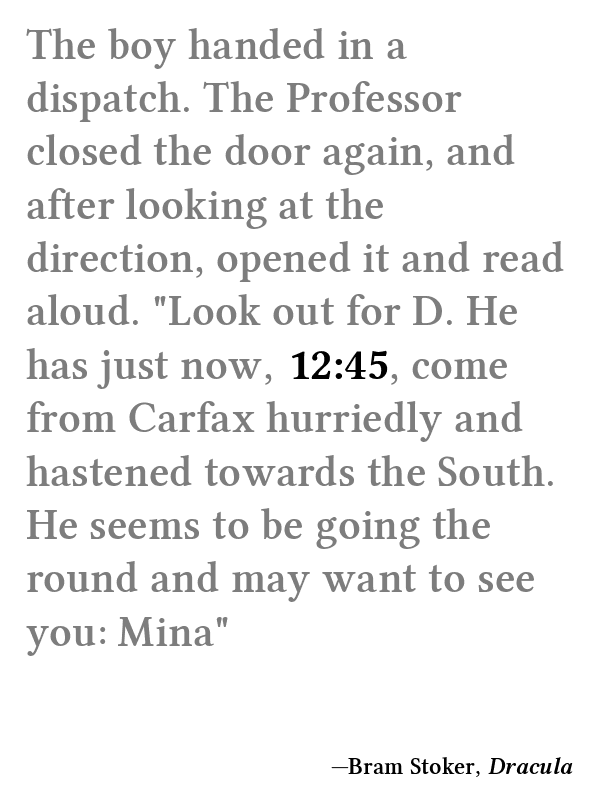 The boy handed in a
dispatch. The Professor
closed the door again, and
after looking at the
direction, opened it and read
aloud. "Look out for D. He
has just now, 12:45, come
from Carfax hurriedly and
hastened towards the South.
He seems to be going the
round and may want to see
you: Mina"
—Bram Stoker, Dracula